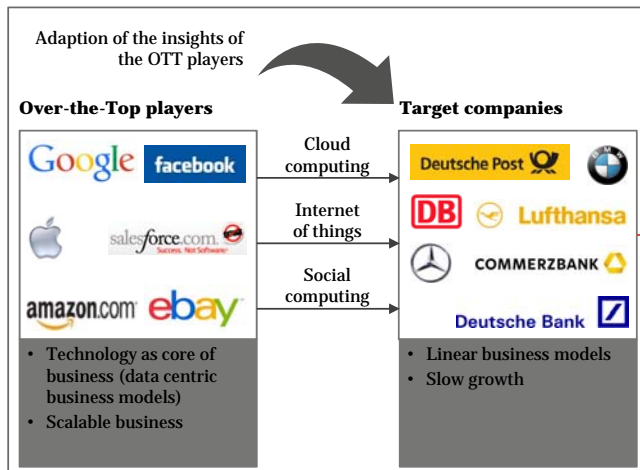 Adaption of the insights of
the OTT players
Over-the-Top players
Target companies
Google
facebook
salesforce.com
Success. Not Software
amazon.com
ebay
Cloud
computing
Internet
of things
Social
computing
Deutsche Post
BMW
DB
Lufthansa
COMMERZBANK
Deutsche Bank
• Technology as core of
business (data centric
business models)
• Scalable business
• Linear business models
• Slow growth